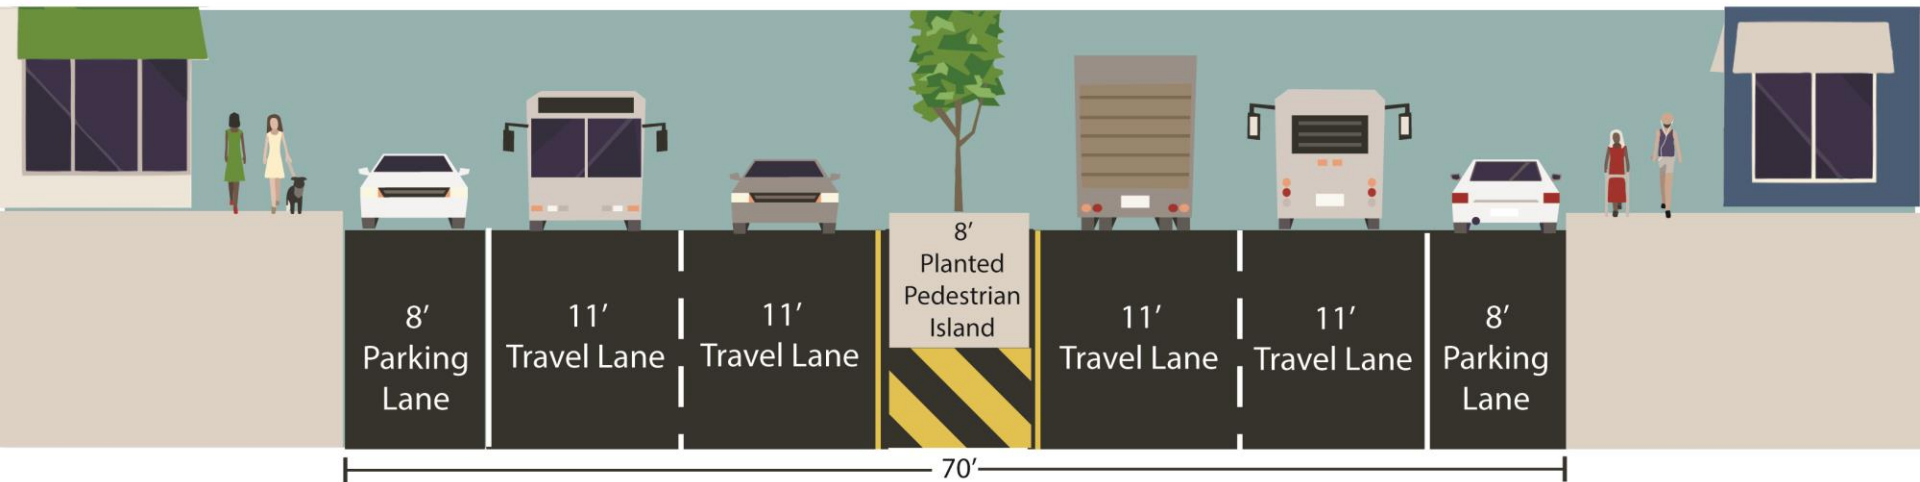 8′
Parking
Lane
11′
Travel Lane
11′
Travel Lane
8′
Planted
Pedestrian
Island
11′
Travel Lane
11′
Travel Lane
8′
Parking
Lane
70′